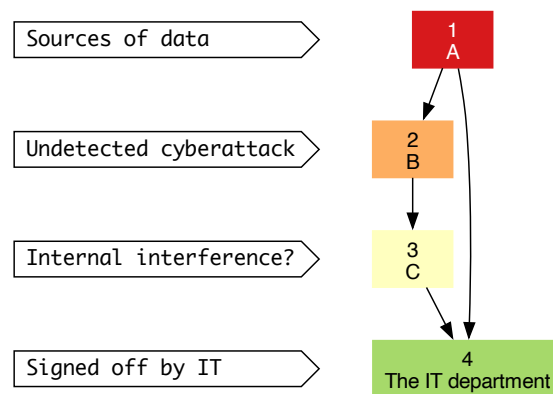 Sources of data
1
A
Undetected cyberattack
2
B
Internal interference?
3
C
Signed off by IT
4
The IT department